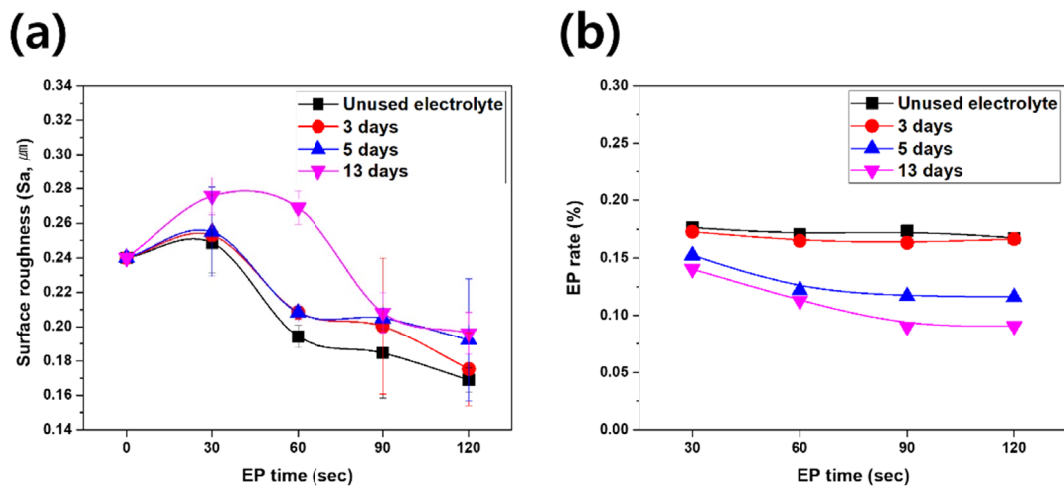 (a)
(b)
0.34
0.32
0.30
0.28
0.26
0.24
0.22
0.20
0.18
0.16
0.14
Surface roughness (Sa, ㎛)
Unused electrolyte
3 days
5 days
13 days
0
30
60
90
120
EP time (sec)
0.30
0.25
0.20
0.15
0.10
0.05
0.00
EP rate (%)
Unused electrolyte
3 days
5 days
13 days
30
60
90
120
EP time (sec)